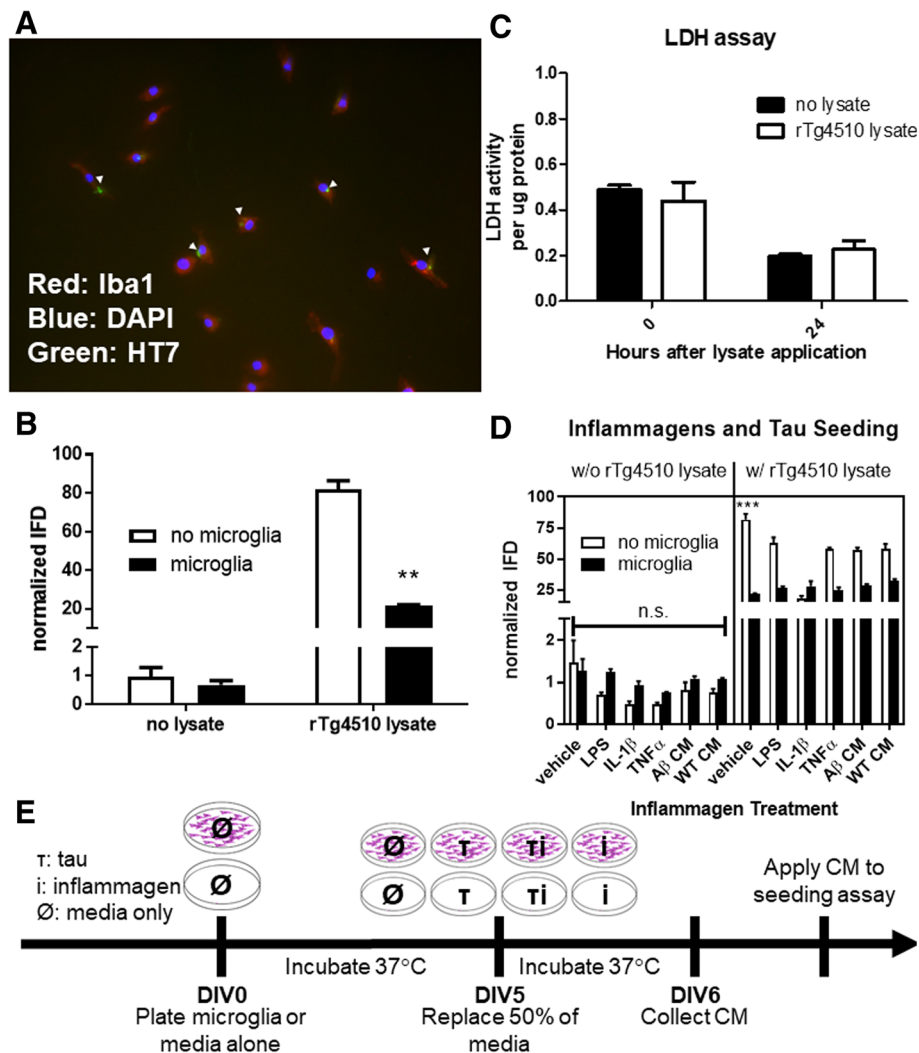 A
Red: Iba1
Blue: DAPI
Green: HT7
C
LDH assay
LDH activity
per ug protein
1.0
0.8
0.6
0.4
0.2
0.0
no lysate
rTg4510 lysate
0
24
Hours after lysate application
B
normalized IFD
100
80
60
40
20
2
1
0
no microglia
microglia
**
no lysate
rTg4510 lysate
D
Inflammagens and Tau Seeding
w/o rTg4510 lysate
w/ rTg4510 lysate
normalized IFD
100
75
50
25
2
1
0
no microglia
microglia
***
n.s.
vehicle
LPS
IL-1β
TNFα
Aβ CM
WT CM
vehicle
LPS
IL-1β
TNFα
Aβ CM
WT CM
Inflammagen Treatment
E
τ: tau
i: inflammagen
Ø: media only
Ø
Ø
Ø
τ
τi
i
Ø
τ
τi
i
Apply CM to
seeding assay
Incubate 37°C
Incubate 37°C
DIV0
Plate microglia or
media alone
DIV5
Replace 50% of
media
DIV6
Collect CM